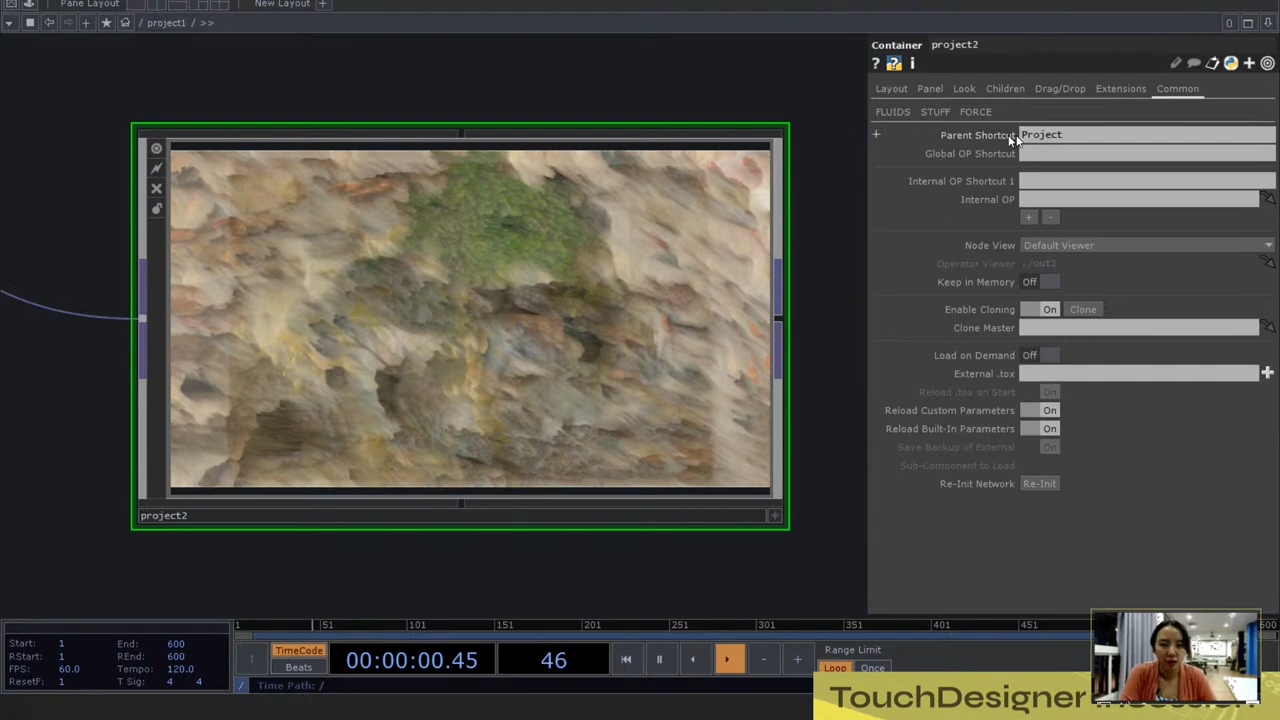 Pane Layout
New Layout +
/ project1 / >>
0
Container project2
? ? i
Layout Panel Look Children Drag/Drop Extensions Common
FLUIDS STUFF FORCE
+ Parent Shortcut Project
Global OP Shortcut
Internal OP Shortcut 1
Internal OP
+ -
Node View Default Viewer
Operator Viewer ./out1
Keep in Memory Off
Enable Cloning On Clone
Clone Master
Load on Demand Off
External .tox
Reload .tox on Start On
Reload Custom Parameters On
Reload Built-In Parameters On
Save Backup of External On
Sub-Component to Load
Re-Init Network Re-Init
project2
1 51 101 151 201 251 301 351 401 451 600
Start: 1 End: 600
RStart: 1 REnd: 600
FPS: 60.0 Tempo: 120.0
ResetF: 1 T Sig: 4 4
TimeCode
Beats
00:00:00.45
46
- +
Range Limit
Loop Once
/ Time Path: /
TouchDesigner